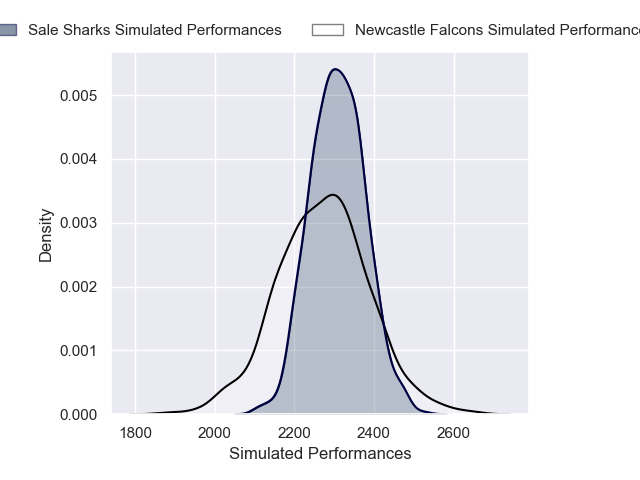 Sale Sharks Simulated Performances
Newcastle Falcons Simulated Performanc
0.005
0.004
0.003
0.002
0.001
0.000
Density
1800 2000 2200 2400 2600
Simulated Performances